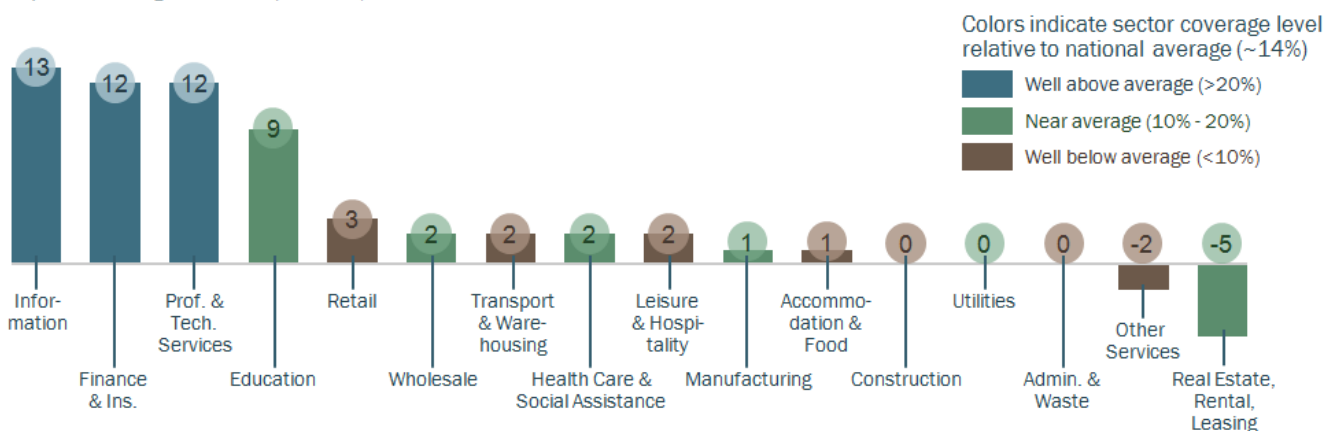 Colors indicate sector coverage level
relative to national average (~14%)
Well above average (>20%)
Near average (10% - 20%)
Well below average (<10%)
13
12
12
9
3
2
2
2
2
1
1
0
0
0
-2
-5
Infor-
mation
Finance
& Ins.
Prof. &
Tech.
Services
Education
Retail
Wholesale
Transport
& Ware-
housing
Health Care &
Social Assistance
Leisure
& Hospi-
tality
Manufacturing
Accommo-
dation &
Food
Construction
Utilities
Admin. &
Waste
Other
Services
Real Estate,
Rental,
Leasing